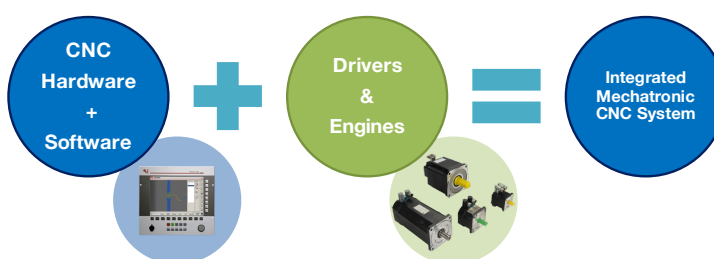 CNC
Hardware
+
Software
Drivers
&
Engines
Integrated
Mechatronic
CNC System